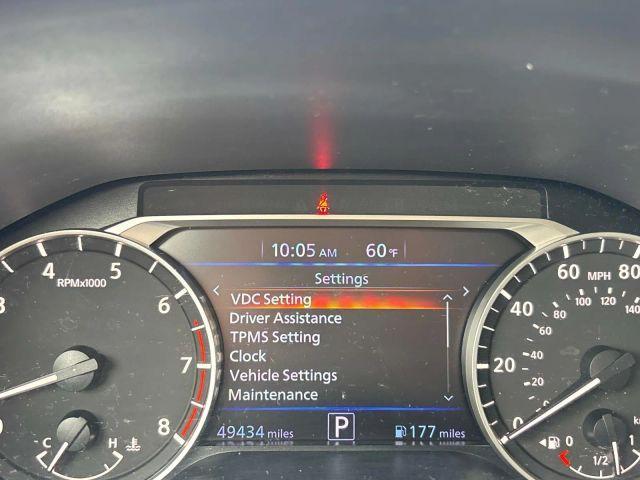 10:05 AM 60°F
Settings
VDC Setting
Driver Assistance
TPMS Setting
Clock
Vehicle Settings
Maintenance
49434 miles P 177 miles
4 5 6 7 8
RPMx1000
C H
0 20 40 60 80
MPH
40 60 80 100 120 140
0 1/2 1